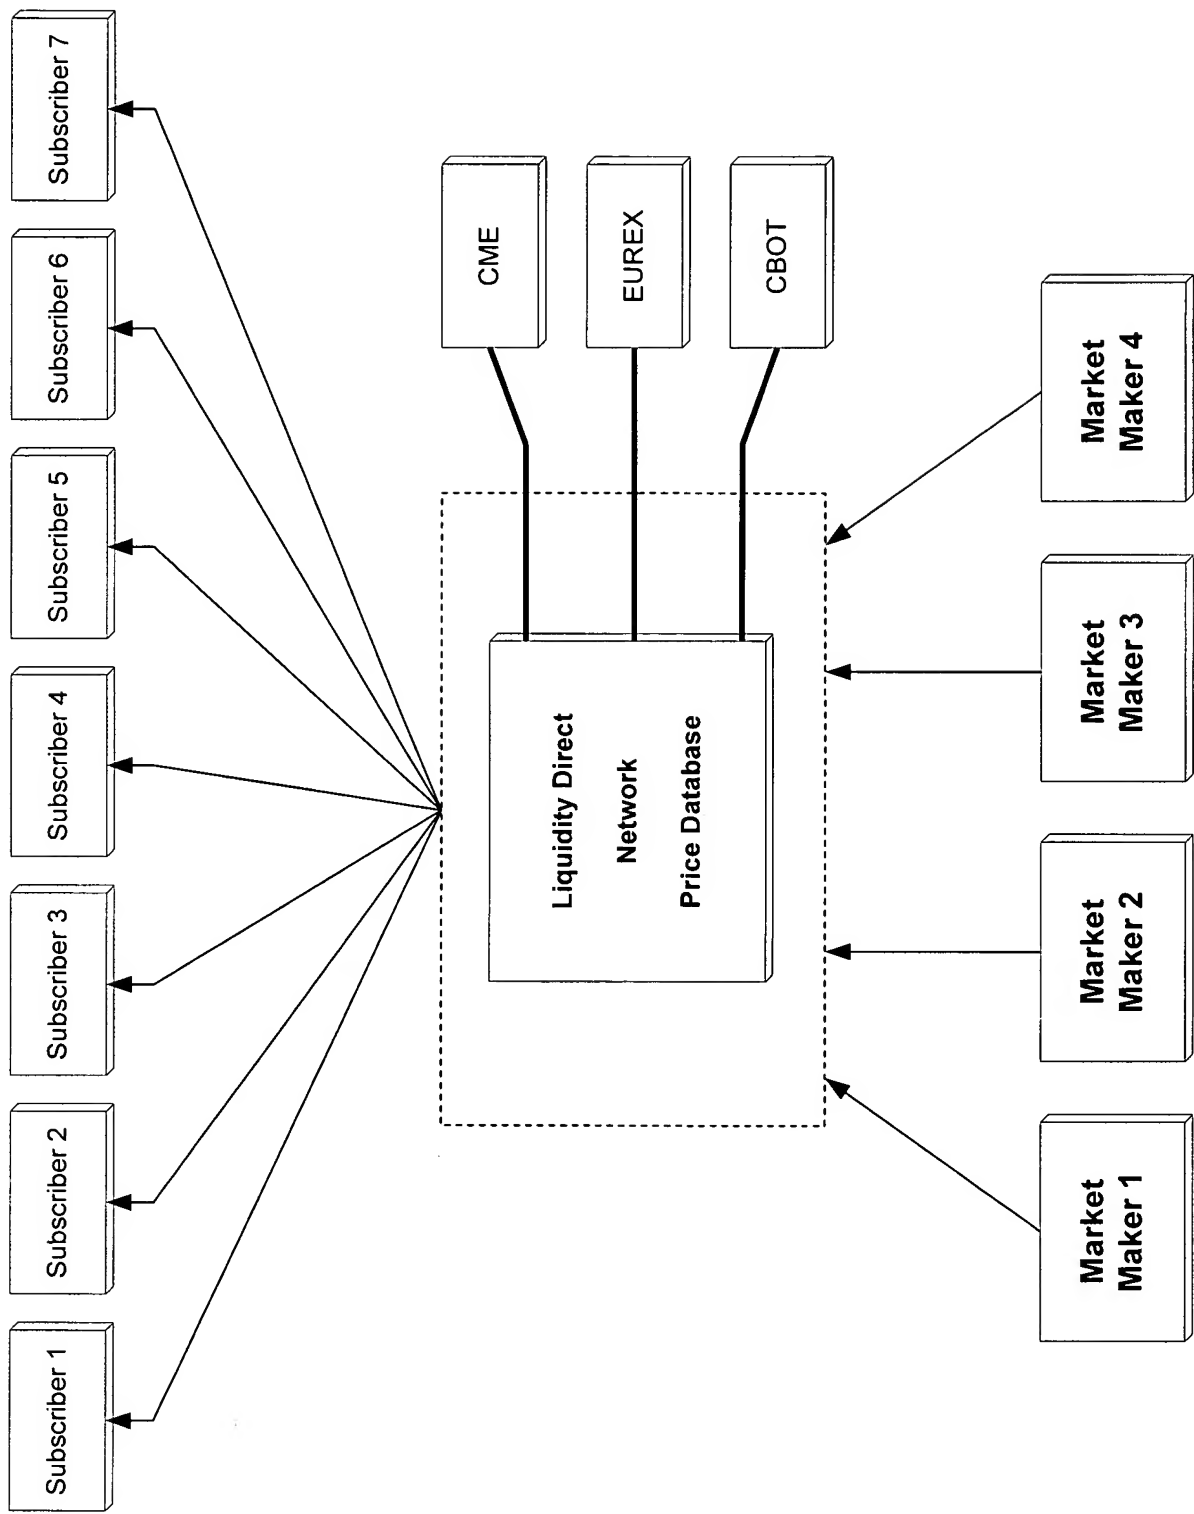 Subscriber 1
Subscriber 2
Subscriber 3
Subscriber 4
Subscriber 5
Subscriber 6
Subscriber 7
Liquidity Direct
Network
Price Database
CME
EUREX
CBOT
Market
Maker 1
Market
Maker 2
Market
Maker 3
Market
Maker 4